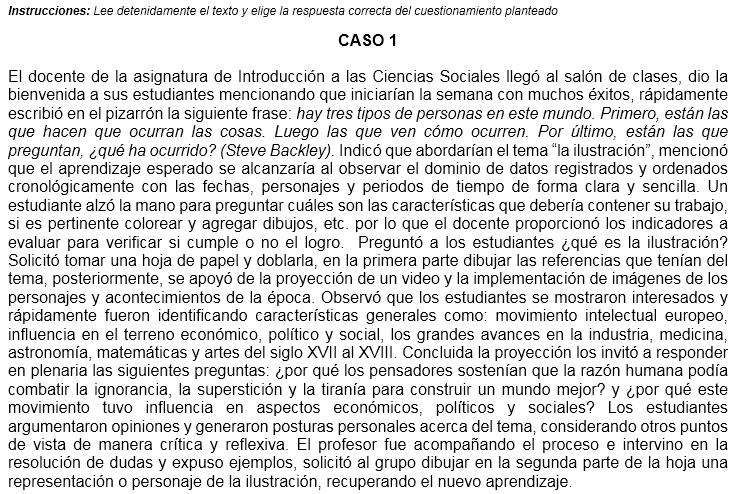 Instrucciones: Lee detenidamente el texto y elige la respuesta correcta del cuestionamiento planteado
CASO 1
El docente de la asignatura de Introducción a las Ciencias Sociales llegó al salón de clases, dio la
bienvenida a sus estudiantes mencionando que iniciarían la semana con muchos éxitos, rápidamente
escribió en el pizarrón la siguiente frase: hay tres tipos de personas en este mundo. Primero, están las
que hacen que ocurran las cosas. Luego las que ven cómo ocurren. Por último, están las que
preguntan, ¿qué ha ocurrido? (Steve Backley). Indicó que abordarían el tema “la ilustración”, mencionó
que el aprendizaje esperado se alcanzaría al observar el dominio de datos registrados y ordenados
cronológicamente con las fechas, personajes y periodos de tiempo de forma clara y sencilla. Un
estudiante alzó la mano para preguntar cuáles son las características que debería contener su trabajo,
si es pertinente colorear y agregar dibujos, etc. por lo que el docente proporcionó los indicadores a
evaluar para verificar si cumple o no el logro. Preguntó a los estudiantes ¿qué es la ilustración?
Solicitó tomar una hoja de papel y doblarla, en la primera parte dibujar las referencias que tenían del
tema, posteriormente, se apoyó de la proyección de un video y la implementación de imágenes de los
personajes y acontecimientos de la época. Observó que los estudiantes se mostraron interesados y
rápidamente fueron identificando características generales como: movimiento intelectual europeo,
influencia en el terreno económico, político y social, los grandes avances en la industria, medicina,
astronomía, matemáticas y artes del siglo XVII al XVIII. Concluida la proyección los invitó a responder
en plenaria las siguientes preguntas: ¿por qué los pensadores sostenían que la razón humana podía
combatir la ignorancia, la superstición y la tiranía para construir un mundo mejor? y ¿por qué este
movimiento tuvo influencia en aspectos económicos, políticos y sociales? Los estudiantes
argumentaron opiniones y generaron posturas personales acerca del tema, considerando otros puntos
de vista de manera crítica y reflexiva. El profesor fue acompañando el proceso e intervino en la
resolución de dudas y expuso ejemplos, solicitó al grupo dibujar en la segunda parte de la hoja una
representación o personaje de la ilustración, recuperando el nuevo aprendizaje.